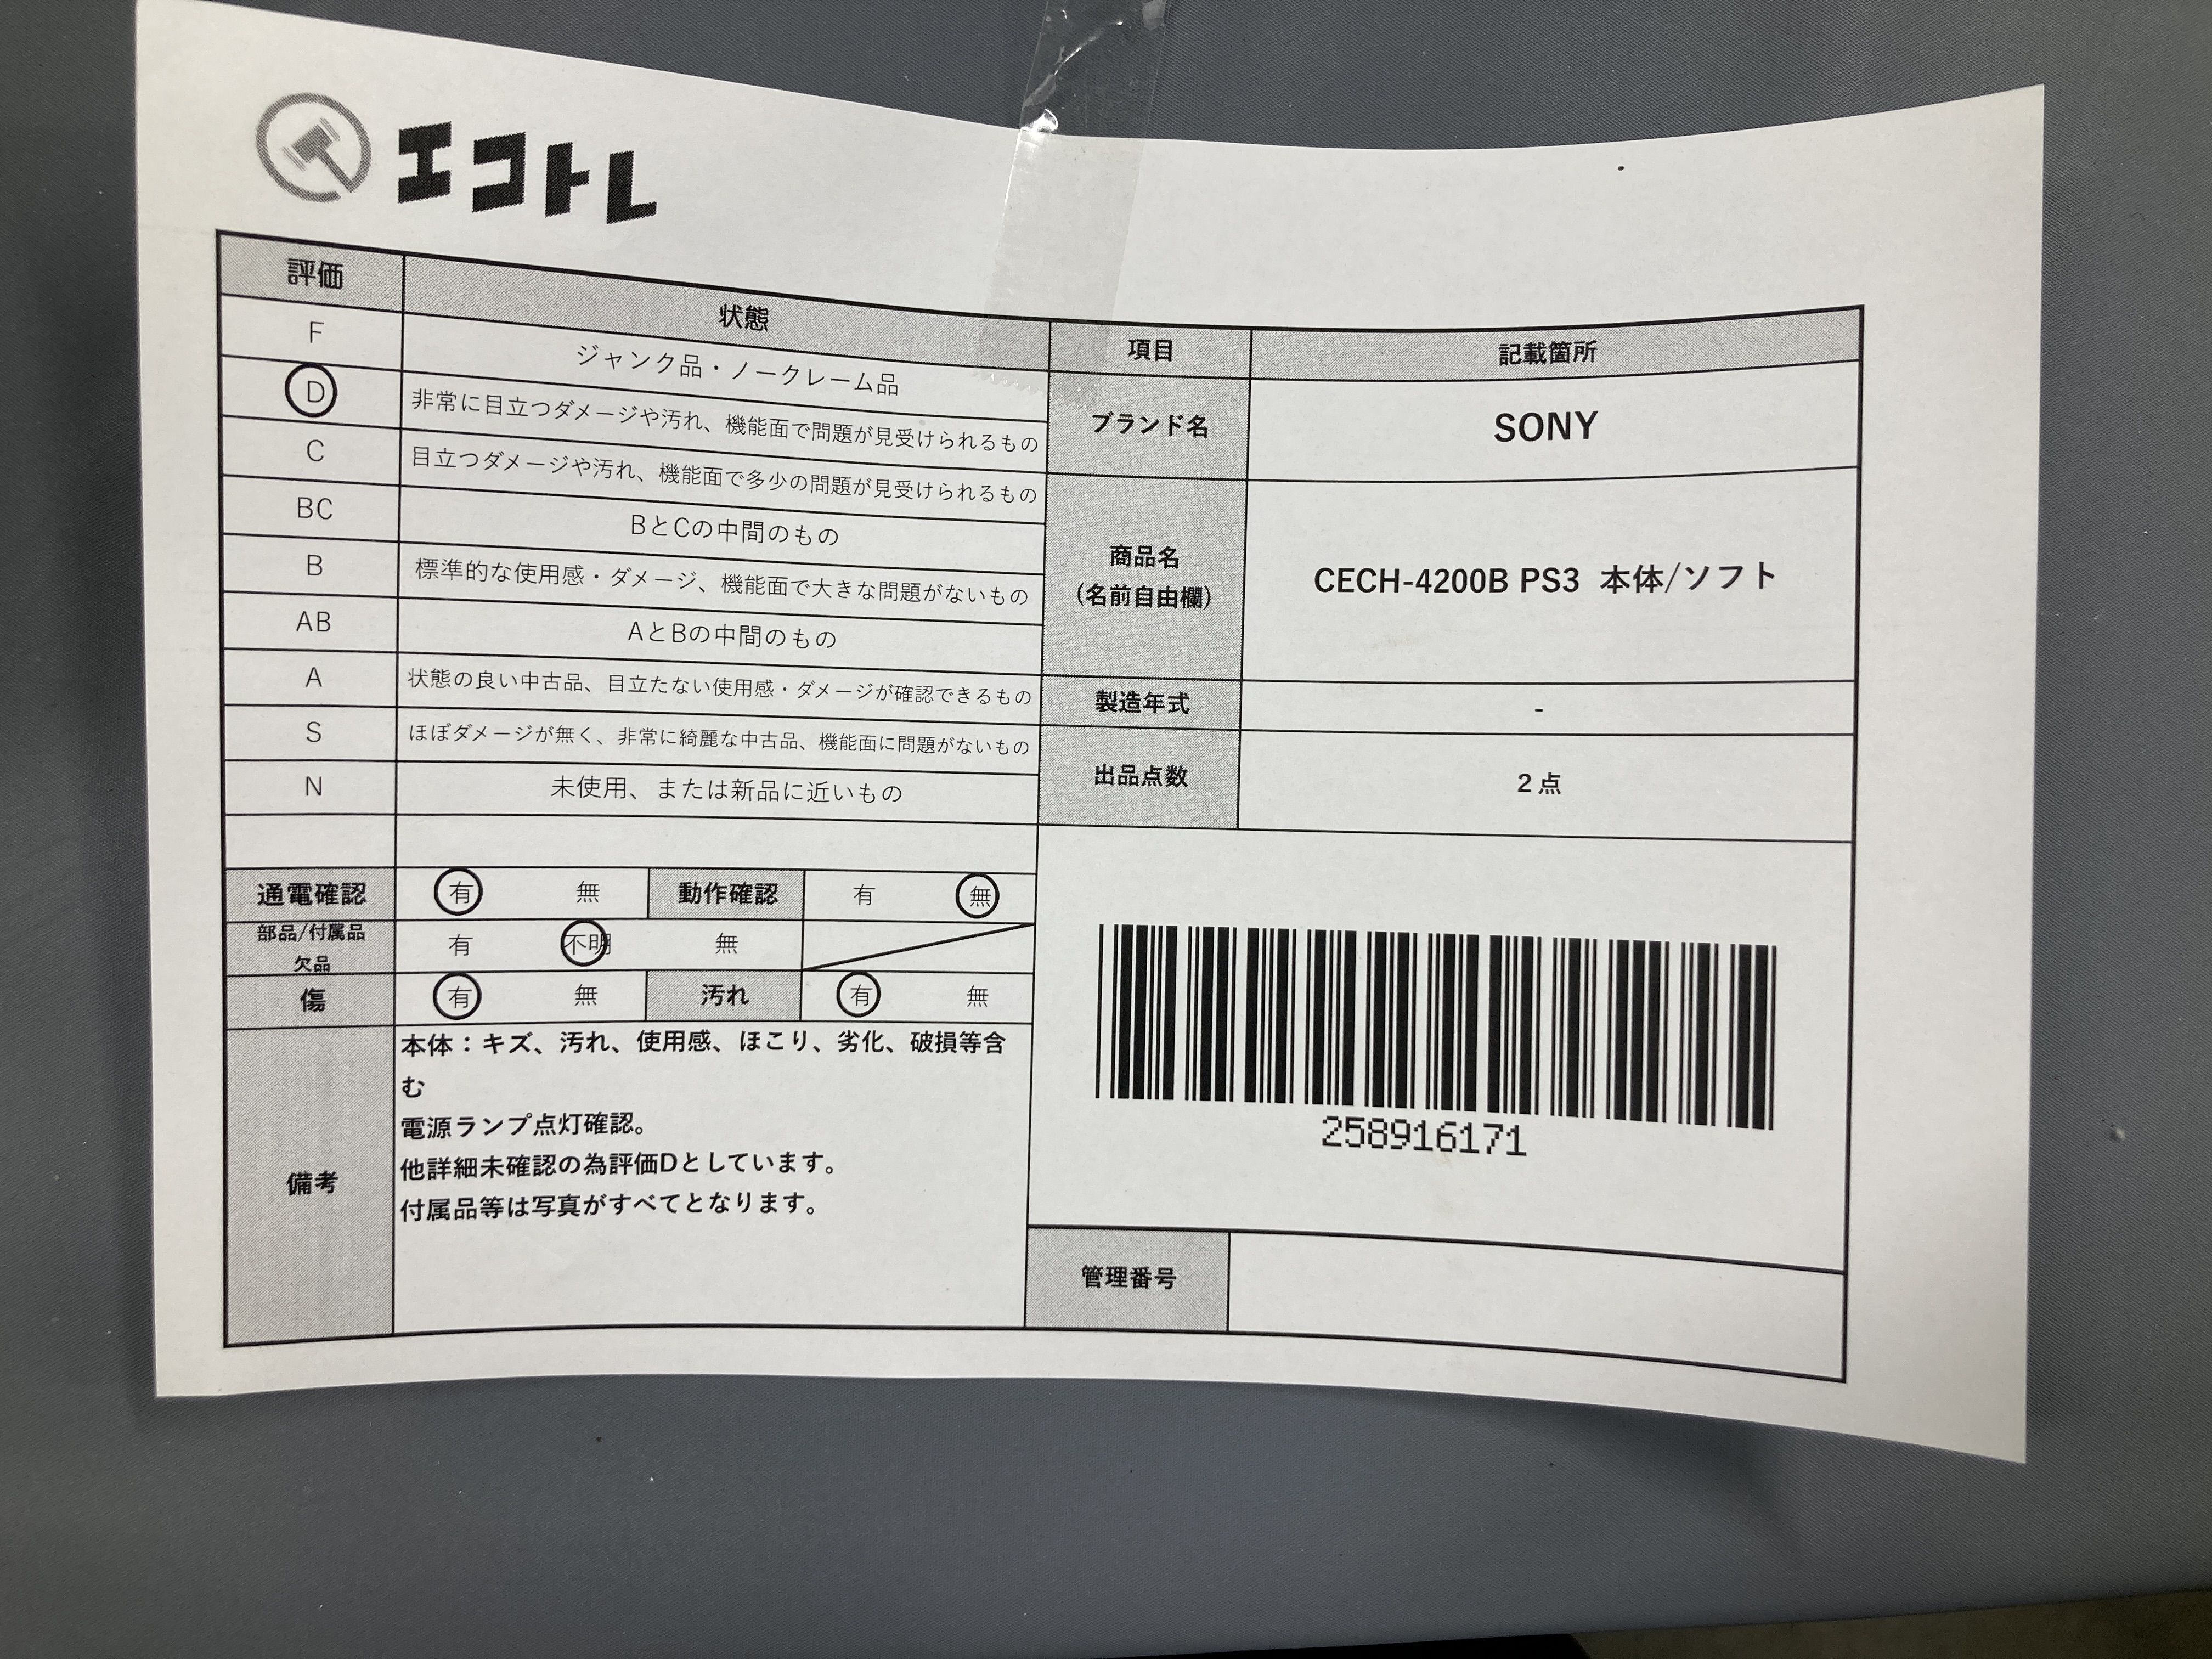 エコトレ
評価 状態
F ジャンク品・ノークレーム品
D 非常に目立つダメージや汚れ、機能面で問題が見受けられるもの
C 目立つダメージや汚れ、機能面で多少の問題が見受けられるもの
BC BとCの中間のもの
B 標準的な使用感・ダメージ、機能面で大きな問題がないもの
AB AとBの中間のもの
A 状態の良い中古品、目立たない使用感・ダメージが確認できるもの
S ほぼダメージが無く、非常に綺麗な中古品、機能面に問題がないもの
N 未使用、または新品に近いもの
通電確認 有 無 動作確認 有 無
部品/付属品
欠品 有 不明 無
傷 有 無 汚れ 有 無
備考
本体：キズ、汚れ、使用感、ほこり、劣化、破損等含
む
電源ランプ点灯確認。
他詳細未確認の為評価Dとしています。
付属品等は写真がすべてとなります。
項目 記載箇所
ブランド名 SONY
商品名
(名前自由欄) CECH-4200B PS3 本体/ソフト
製造年式 -
出品点数 2 点
258916171
管理番号